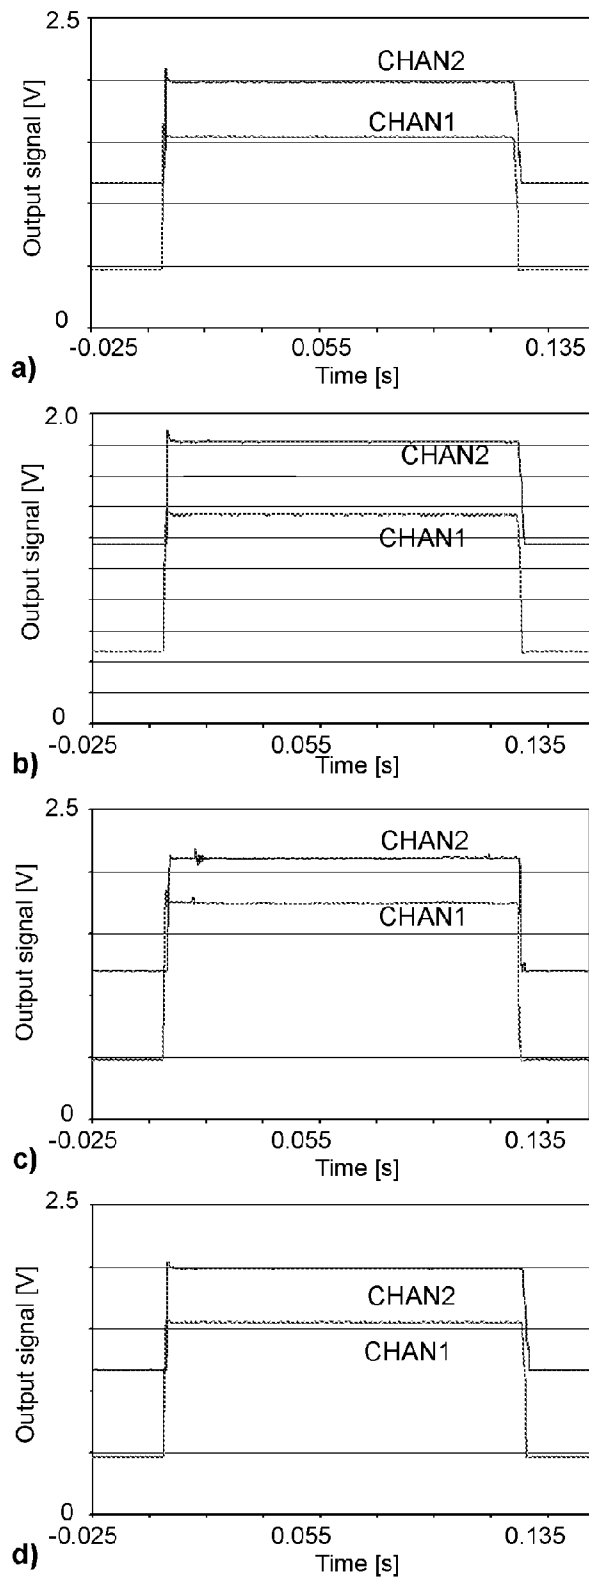 2.5
CHAN2
CHAN1
Output signal [V]
0
-0.025 0.055 0.135
Time [s]
a)
2.0
CHAN2
CHAN1
Output signal [V]
0
-0.025 0.055 0.135
Time [s]
b)
2.5
CHAN2
CHAN1
Output signal [V]
0
-0.025 0.055 0.135
Time [s]
c)
2.5
CHAN2
CHAN1
Output signal [V]
0
-0.025 0.055 0.135
Time [s]
d)